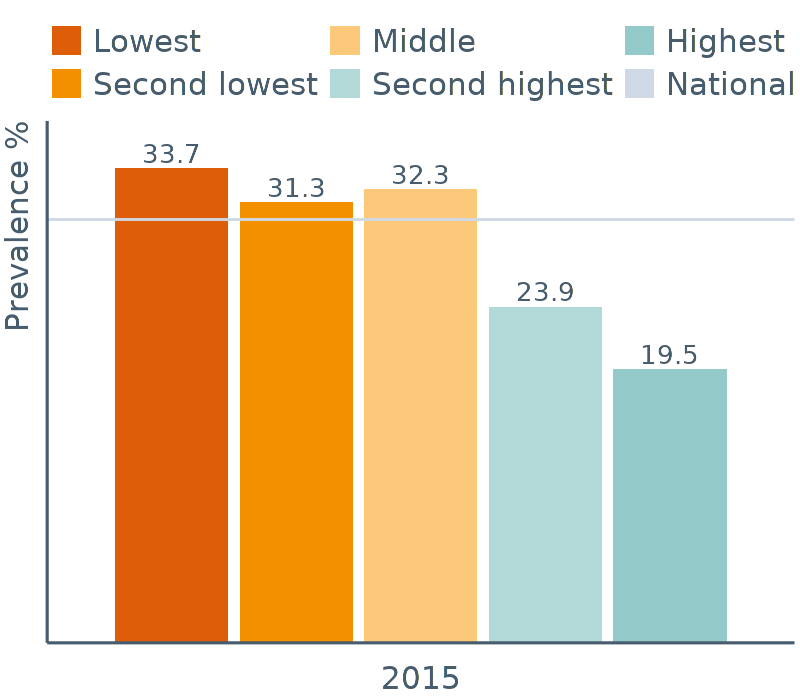 Lowest
Middle
Highest
Second lowest
Second highest
National
Prevalence %
33.7
31.3
32.3
23.9
19.5
2015